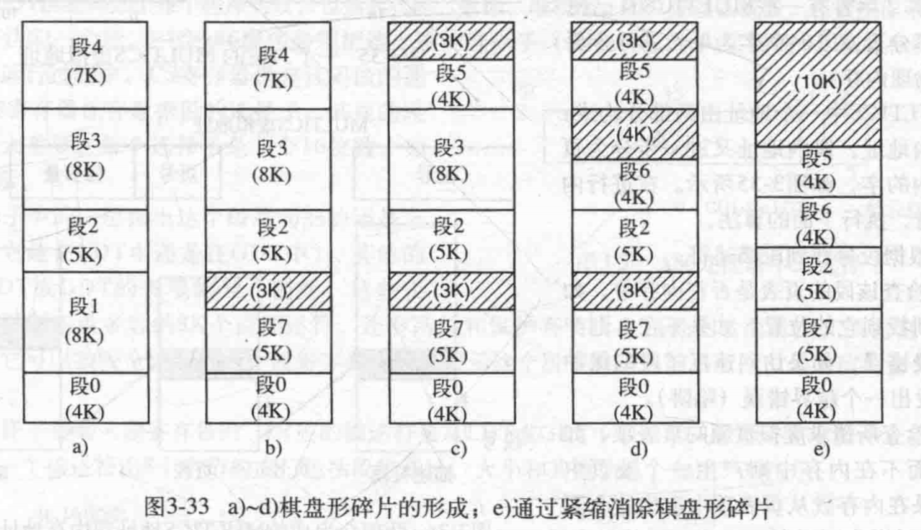 段4
(7K)
段3
(8K)
段2
(5K)
段1
(8K)
段0
(4K)
a)
段4
(7K)
段3
(8K)
段2
(5K)
(3K)
段7
(5K)
段0
(4K)
b)
(3K)
段5
(4K)
段3
(8K)
段2
(5K)
(3K)
段7
(5K)
段0
(4K)
c)
(3K)
段5
(4K)
(4K)
段6
(4K)
段2
(5K)
(3K)
段7
(5K)
段0
(4K)
d)
(10K)
段5
(4K)
段6
(4K)
段2
(5K)
段7
(5K)
段0
(4K)
e)
图3-33 a)~d)棋盘形碎片的形成；e)通过紧缩消除棋盘形碎片